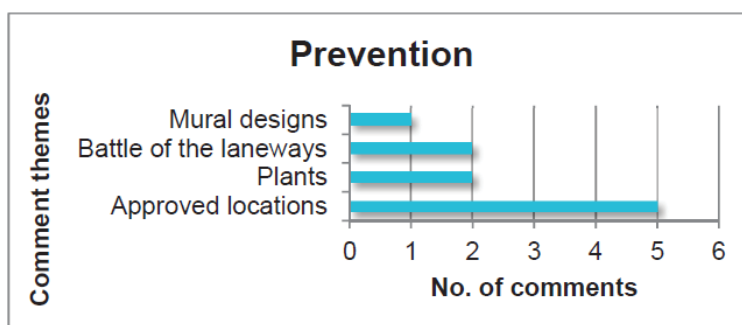 Prevention
Comment themes
Mural designs
Battle of the laneways
Plants
Approved locations
0 1 2 3 4 5 6
No. of comments